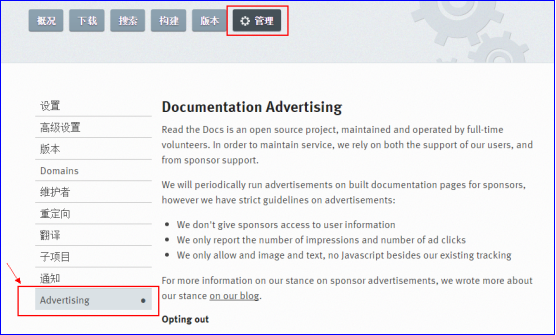 概况 下载 搜索 构建 版本 管理
设置
高级设置
版本
Domains
维护者
重定向
翻译
子项目
通知
Advertising
Documentation Advertising
Read the Docs is an open source project, maintained and operated by full-time
volunteers. In order to maintain service, we rely on both the support of our users, and
from sponsor support.
We will periodically run advertisements on built documentation pages for sponsors,
however we have strict guidelines on advertisements:
We don't give sponsors access to user information
We only report the number of impressions and number of ad clicks
We only allow and image and text, no Javascript besides our existing tracking
For more information on our stance on sponsor advertisements, we wrote more about
our stance on our blog.
Opting out